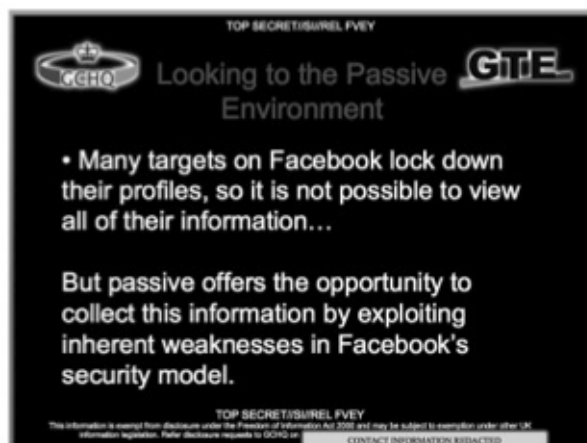 TOP SECRET//SI//REL FVEY
GCHQ
GTE
Looking to the Passive
Environment
• Many targets on Facebook lock down
their profiles, so it is not possible to view
all of their information…
But passive offers the opportunity to
collect this information by exploiting
inherent weaknesses in Facebook's
security model.
TOP SECRET//SI//REL FVEY
This information is exempt from disclosure under the Freedom of Information Act 2000 and may be subject to exemption under other UK
information legislation. Refer disclosure requests to GCHQ on
CONTACT INFORMATION REDACTED